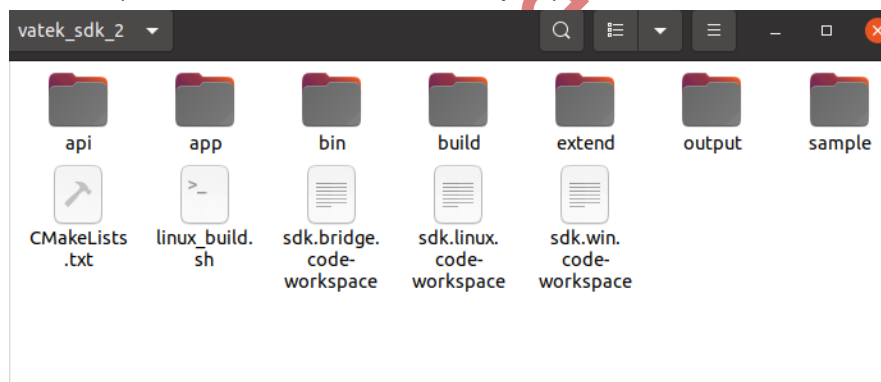 vatek_sdk_2
api
app
bin
build
extend
output
sample
CMakeLists
.txt
linux_build.
sh
sdk.bridge.
code-
workspace
sdk.linux.
code-
workspace
sdk.win.
code-
workspace